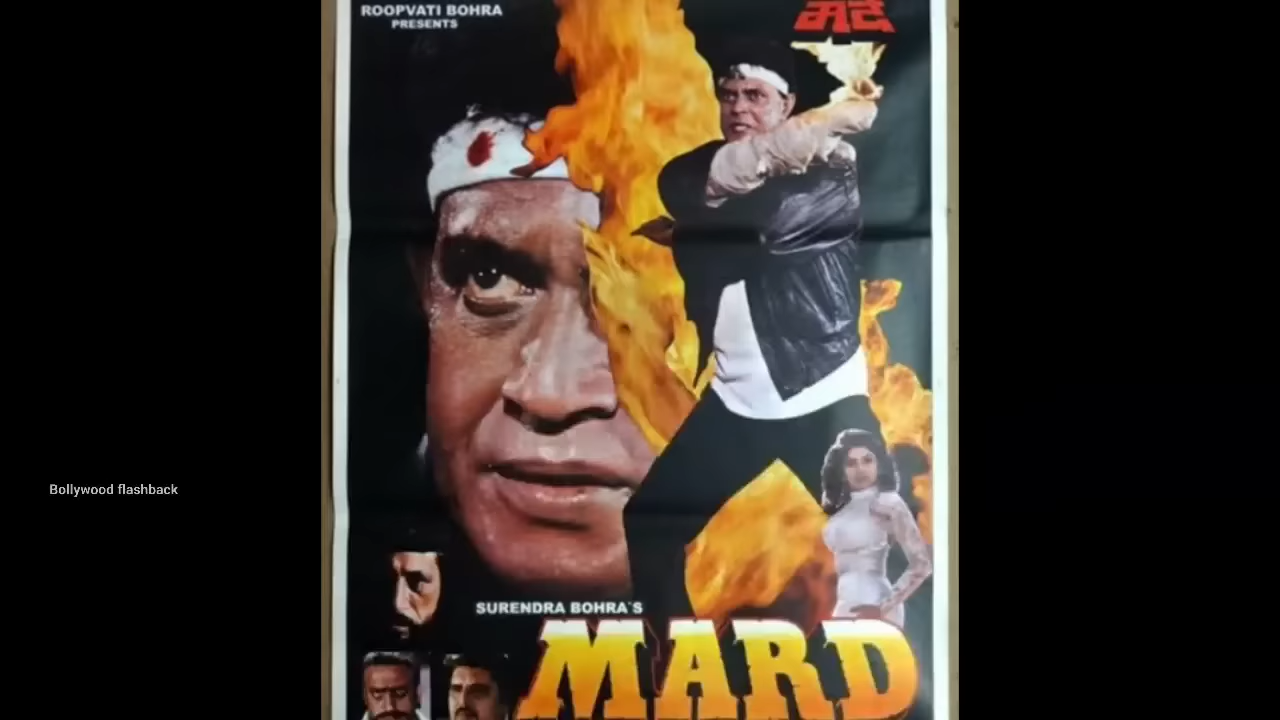 ROOPVATI BOHRA
PRESENTS
मर्द
Bollywood flashback
SURENDRA BOHRA`S
MARD